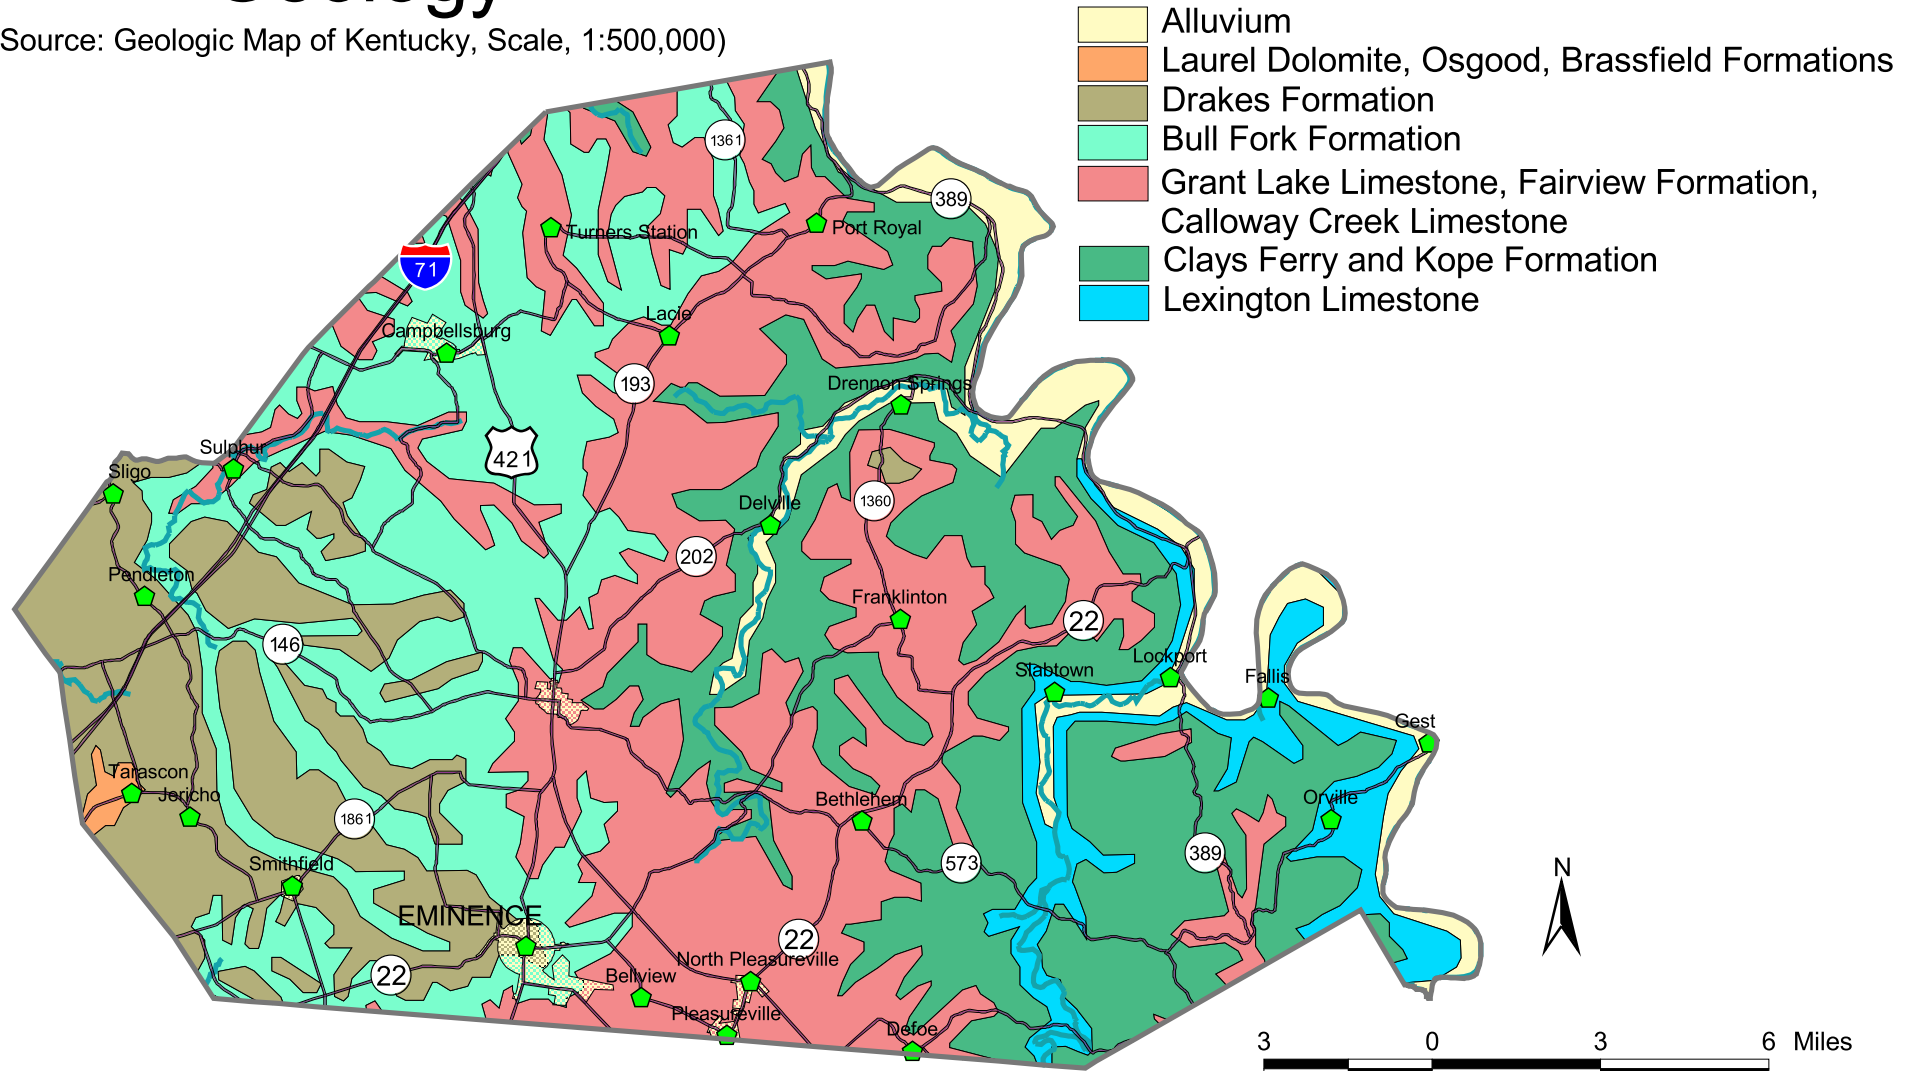 Geology
Source: Geologic Map of Kentucky, Scale, 1:500,000)
Alluvium
Laurel Dolomite, Osgood, Brassfield Formations
Drakes Formation
Bull Fork Formation
Grant Lake Limestone, Fairview Formation,
Calloway Creek Limestone
Clays Ferry and Kope Formation
Lexington Limestone
1361
389
Turners Station
Port Royal
71
Lacie
Campbellsburg
193
Drennon Springs
Sulphur
421
Sligo
1360
Delville
202
Pendleton
Franklinton
22
146
Slabtown
Lockport
Fallis
Gest
Tarascon
Jericho
Bethlehem
Orville
1861
Smithfield
573
389
N
EMINENCE
22
North Pleasureville
22
Bellview
Pleasureville
Defoe
3 0 3 6 Miles